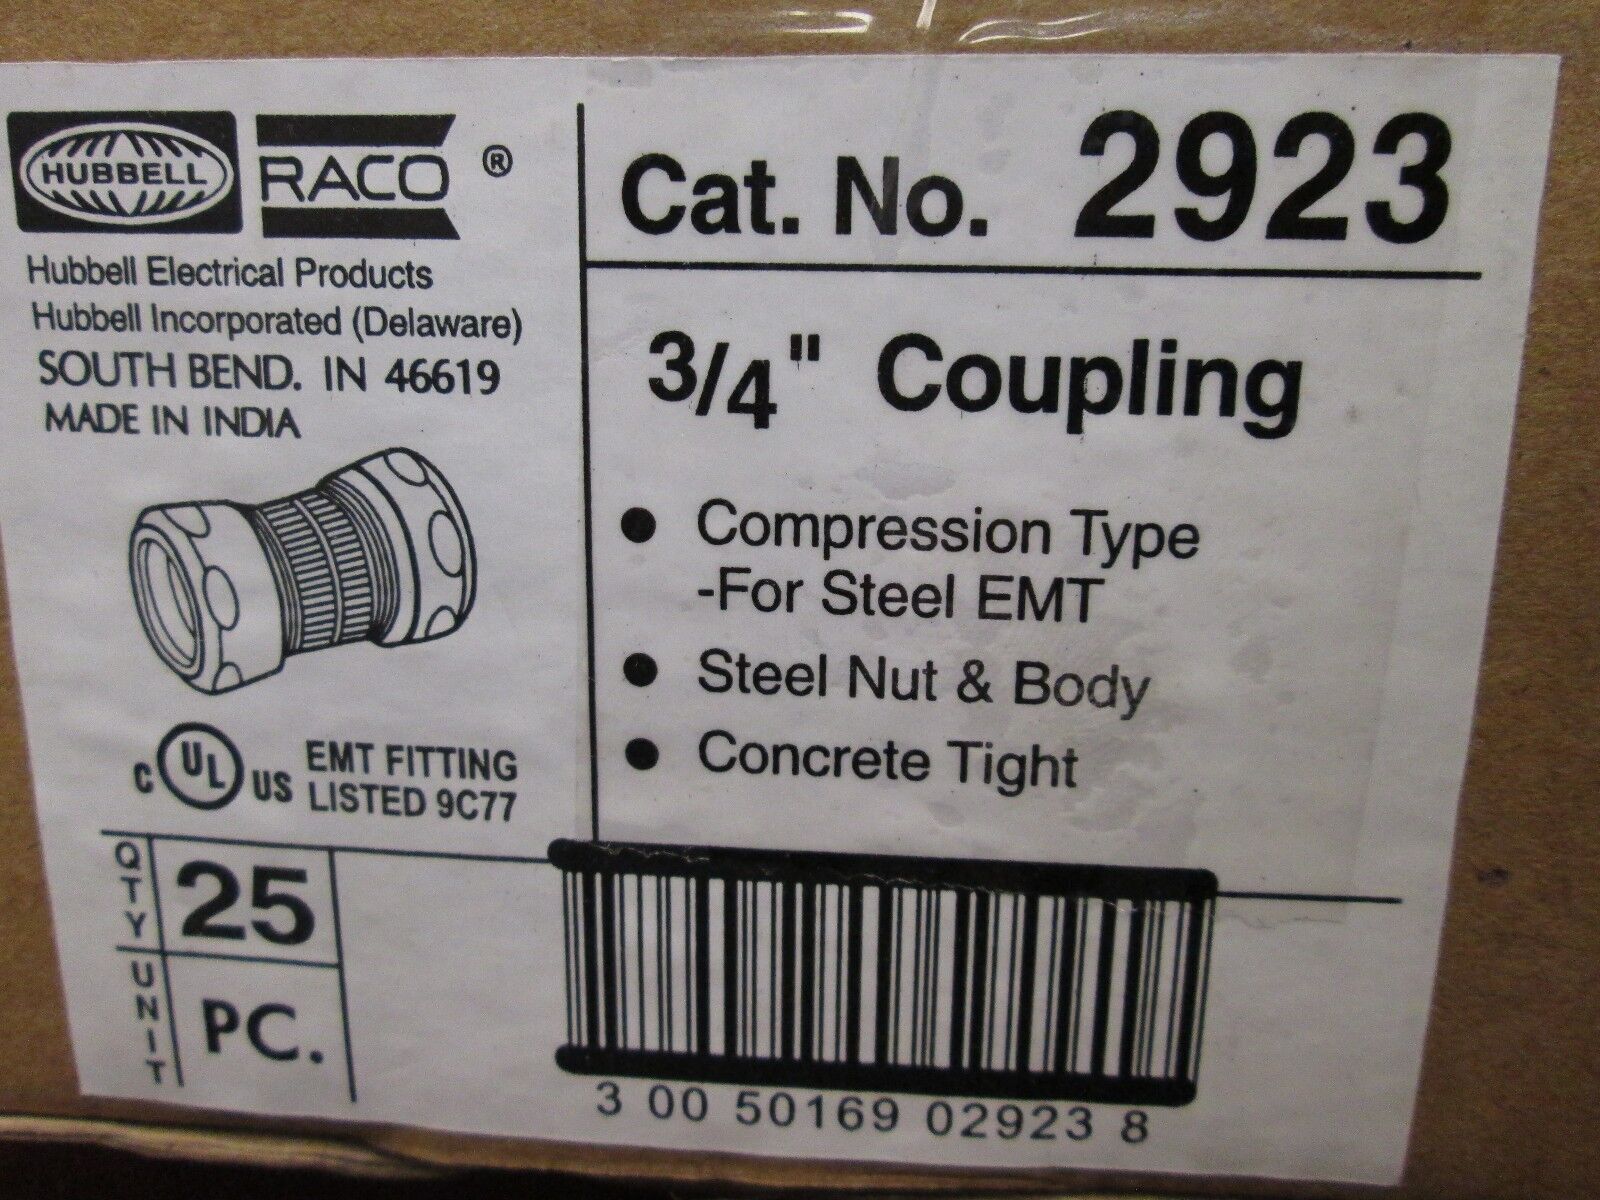 HUBBELL RACO ®
Hubbell Electrical Products
Hubbell Incorporated (Delaware)
SOUTH BEND. IN 46619
MADE IN INDIA
C UL US EMT FITTING
LISTED 9C77
QTY 25
UNIT PC.
Cat. No. 2923
3/4" Coupling
● Compression Type
-For Steel EMT
● Steel Nut & Body
● Concrete Tight
3 00 50169 02923 8